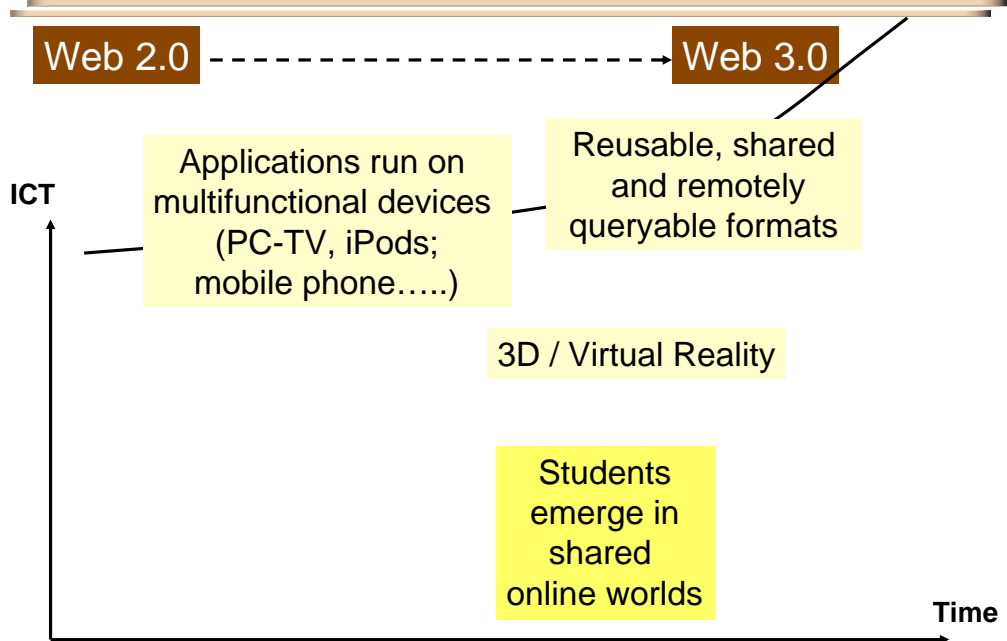 Web 2.0
Web 3.0
ICT
Applications run on
multifunctional devices
(PC-TV, iPods;
mobile phone…..)
Reusable, shared
and remotely
queryable formats
3D / Virtual Reality
Students
emerge in
shared
online worlds
Time